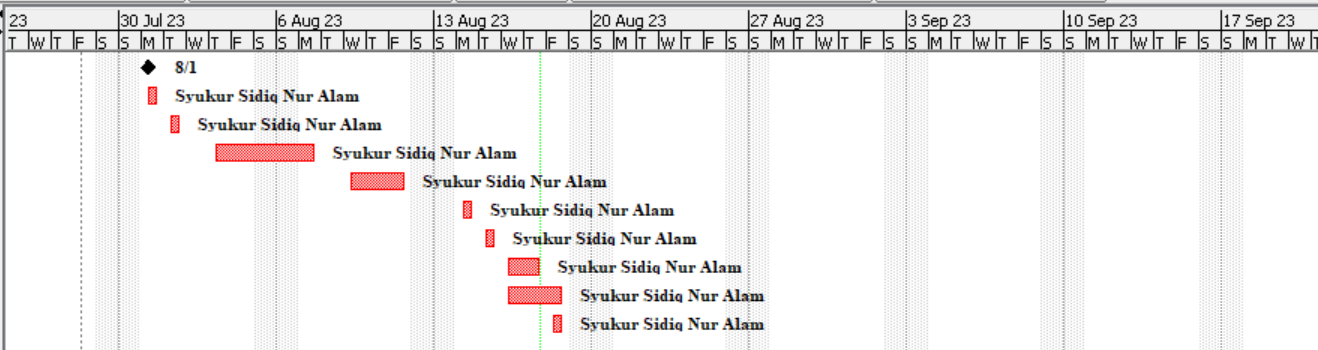 23 30 Jul 23 6 Aug 23 13 Aug 23 20 Aug 23 27 Aug 23 3 Sep 23 10 Sep 23 17 Sep 23
T W T F S S M T W T F S S M T W T F S S M T W T F S S M T W T F S S M T W T F S S M T W T F S S M T W T F S S M T W T
8/1
Syukur Sidiq Nur Alam
Syukur Sidiq Nur Alam
Syukur Sidiq Nur Alam
Syukur Sidiq Nur Alam
Syukur Sidiq Nur Alam
Syukur Sidiq Nur Alam
Syukur Sidiq Nur Alam
Syukur Sidiq Nur Alam
Syukur Sidiq Nur Alam